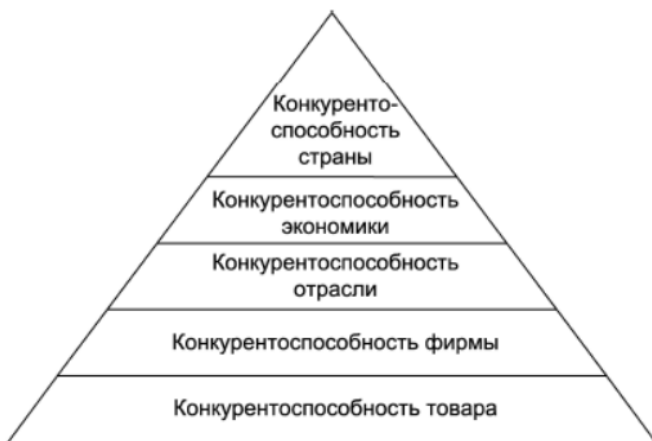 Конкуренто-
способность
страны
Конкурентоспособность
экономики
Конкурентоспособность
отрасли
Конкурентоспособность фирмы
Конкурентоспособность товара